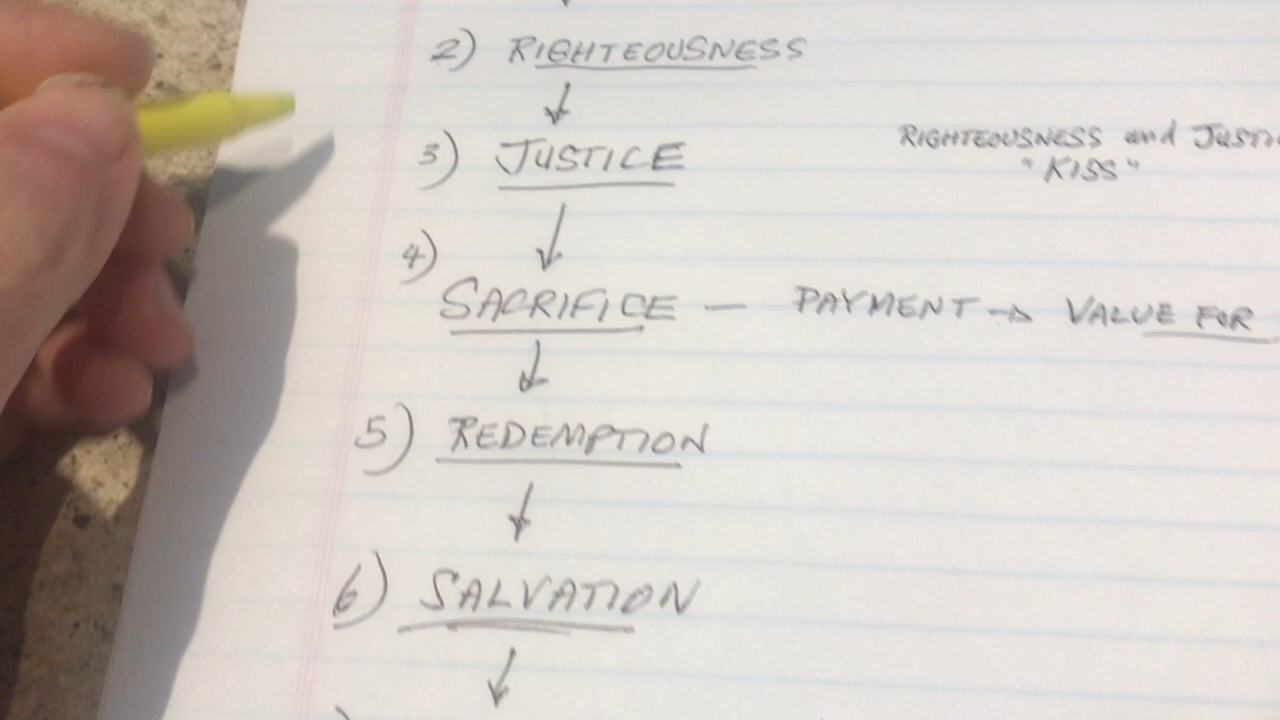 2) RIGHTEOUSNESS
3) JUSTICE
RIGHTEOUSNESS and JUSTI
"KISS"
4)
SACRIFICE — PAYMENT → VALUE FOR
5) REDEMPTION
6) SALVATION